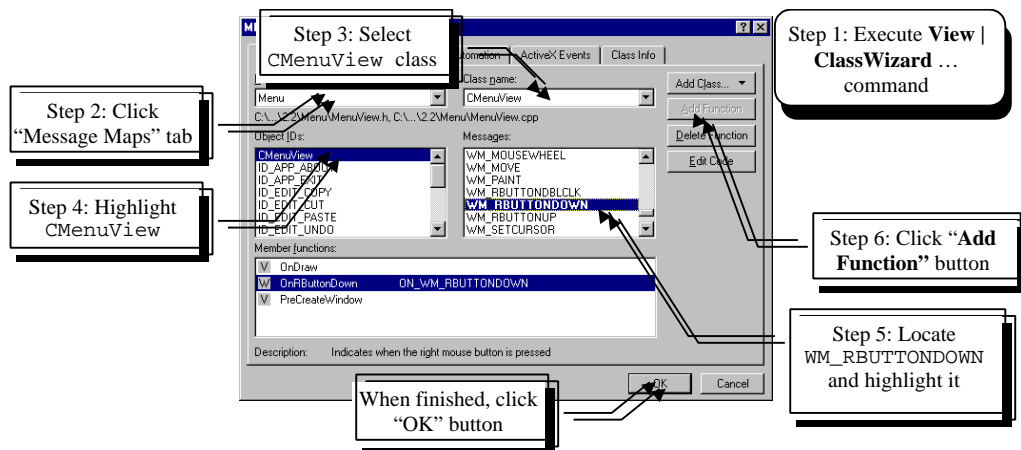 Step 3: Select
CMenuView class
Step 1: Execute View |
ClassWizard …
command
Step 2: Click
“Message Maps” tab
Step 4: Highlight
CMenuView
Step 6: Click “Add
Function” button
Step 5: Locate
WM_RBUTTONDOWN
and highlight it
When finished, click
“OK” button
ActiveX Events
Class Info
Class name:
Menu
CMenuView
Add Class...
Add Function
C:\...\2.2\Menu\MenuView.h, C:\...\2.2\Menu\MenuView.cpp
Delete Function
Object IDs:
Messages:
Edit Code
CMenuView
ID_APP_ABOUT
ID_APP_EXIT
ID_EDIT_COPY
ID_EDIT_CUT
ID_EDIT_PASTE
ID_EDIT_UNDO
WM_MOUSEWHEEL
WM_MOVE
WM_PAINT
WM_RBUTTONDBLCLK
WM_RBUTTONDOWN
WM_RBUTTONUP
WM_SETCURSOR
Member functions:
V OnDraw
W OnRButtonDown ON_WM_RBUTTONDOWN
V PreCreateWindow
Description: Indicates when the right mouse button is pressed
OK
Cancel